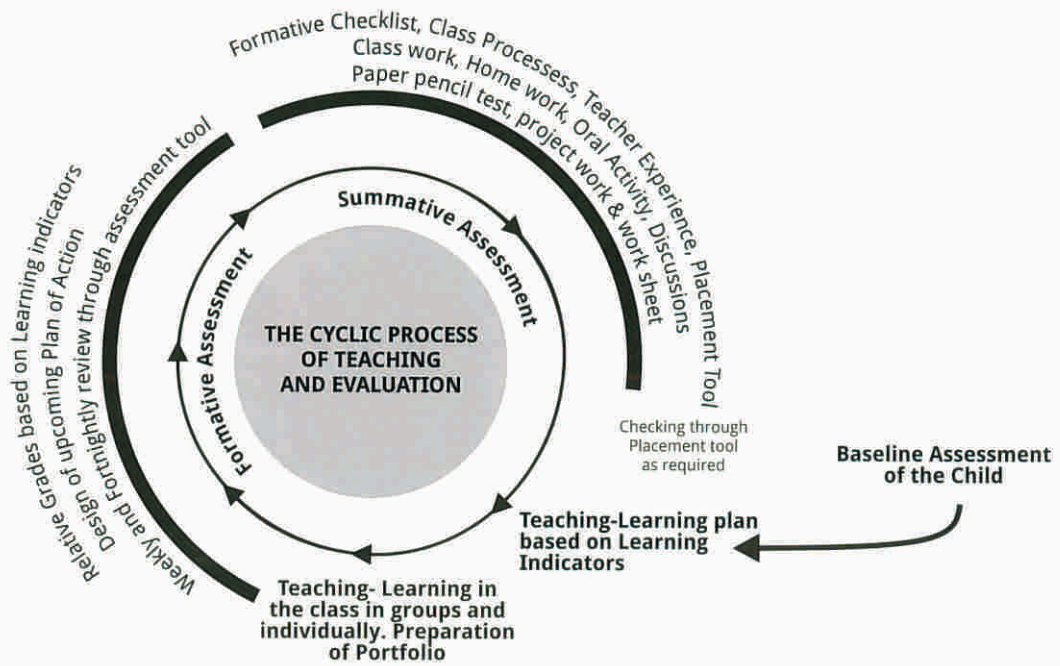 Formative Checklist, Class Processess, Teacher Experience, Placement Tool
Class work, Home work, Oral Activity, Discussions
Paper pencil test, project work & work sheet
Relative Grades based on Learning indicators
Design of upcoming Plan of Action
Weekly and Fortnightly review through assessment tool
Summative Assessment
Formative Assessment
THE CYCLIC PROCESS
OF TEACHING
AND EVALUATION
Checking through
Placement tool
as required
Baseline Assessment
of the Child
Teaching-Learning plan
based on Learning
Indicators
Teaching- Learning in
the class in groups and
individually. Preparation
of Portfolio